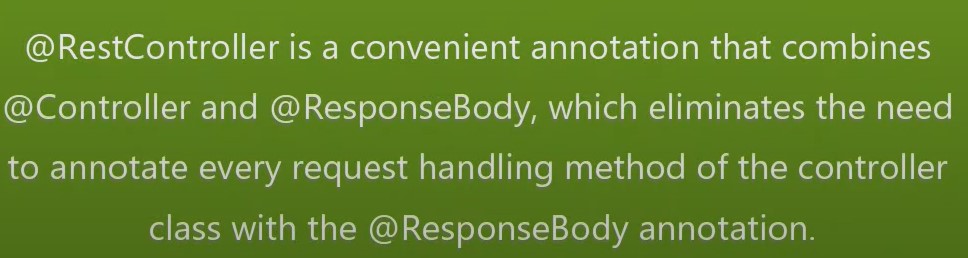 @RestController is a convenient annotation that combines
@Controller and @ResponseBody, which eliminates the need
to annotate every request handling method of the controller
class with the @ResponseBody annotation.